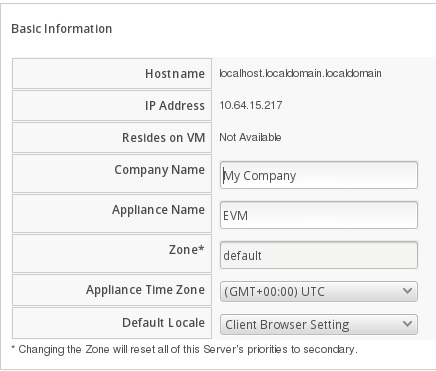 Basic Information
Hostname localhost.localdomain.localdomain
IP Address 10.64.15.217
Resides on VM Not Available
Company Name My Company
Appliance Name EVM
Zone* default
Appliance Time Zone (GMT+00:00) UTC
Default Locale Client Browser Setting
* Changing the Zone will reset all of this Server's priorities to secondary.